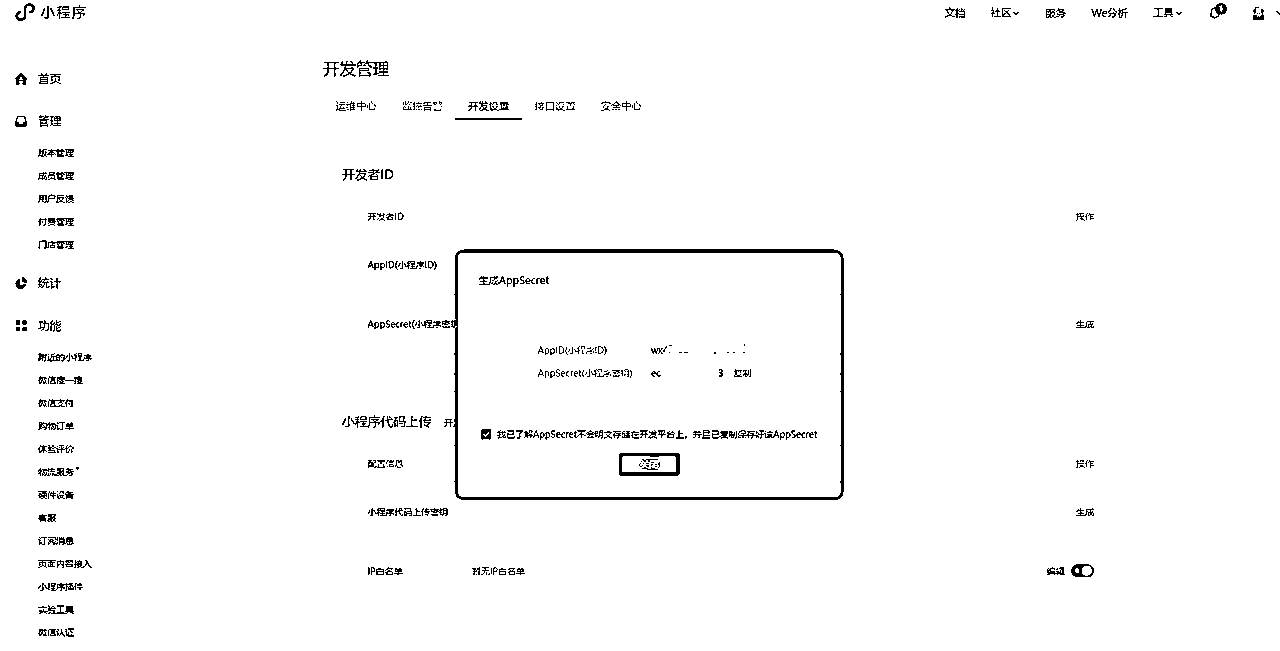 小程序
文档 社区 服务 We分析 工具
首页
管理
版本管理
成员管理
用户反馈
付费管理
门店管理
统计
功能
附近的小程序
微信搜一搜
微信支付
购物订单
体验评价
物流服务
硬件设备
客服
订阅消息
页面内容接入
小程序插件
实验工具
微信认证
开发管理
运维中心 监控告警 开发设置 接口设置 安全中心
开发者ID
开发者ID 操作
AppID(小程序ID)
AppSecret(小程序密钥 生成
生成AppSecret
AppID(小程序ID) wx
AppSecret(小程序密钥) ec 3 复制
我已了解AppSecret不会明文存储在开发平台上，并且已复制保存好该AppSecret
小程序代码上传 开
配置信息 操作
小程序代码上传密钥 生成
IP白名单 暂无IP白名单 编辑